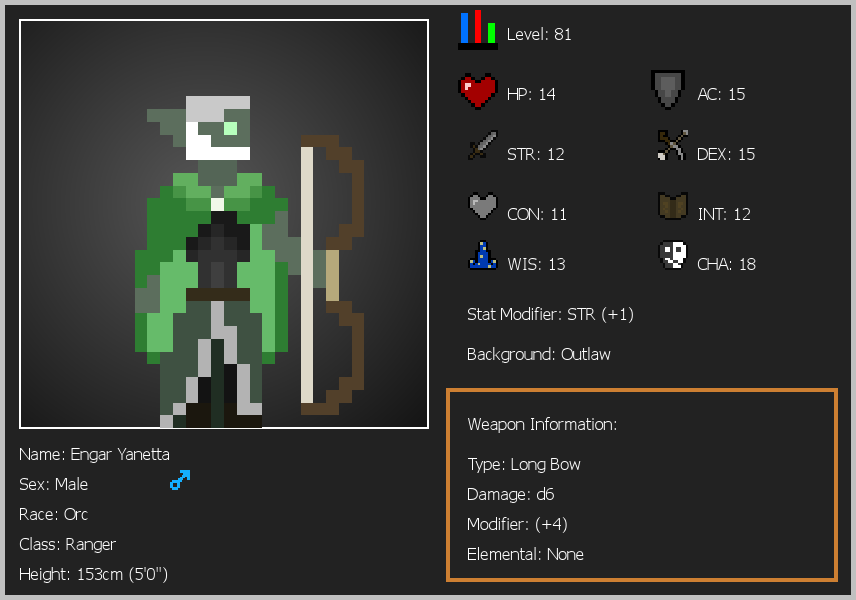 Level: 81
HP: 14
AC: 15
STR: 12
DEX: 15
CON: 11
INT: 12
WIS: 13
CHA: 18
Stat Modifier: STR (+1)
Background: Outlaw
Weapon Information:
Type: Long Bow
Damage: d6
Modifier: (+4)
Elemental: None
Name: Engar Yanetta
Sex: Male
Race: Orc
Class: Ranger
Height: 153cm (5'0")